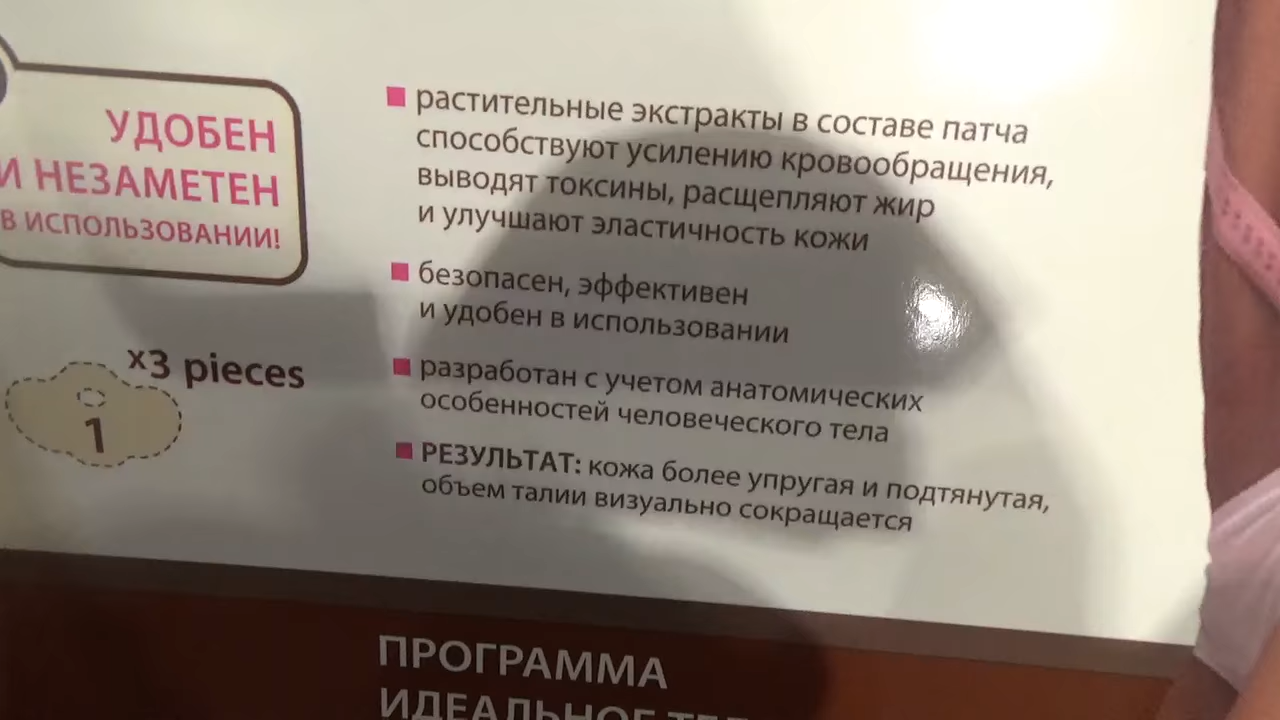 УДОБЕН
И НЕЗАМЕТЕН
В ИСПОЛЬЗОВАНИИ!
x3 pieces
1
растительные экстракты в составе патча
способствуют усилению кровообращения,
выводят токсины, расщепляют жир
и улучшают эластичность кожи
безопасен, эффективен
и удобен в использовании
разработан с учетом анатомических
особенностей человеческого тела
РЕЗУЛЬТАТ: кожа более упругая и подтянутая,
объем талии визуально сокращается
ПРОГРАММА
ИДЕАЛЬНОЕ